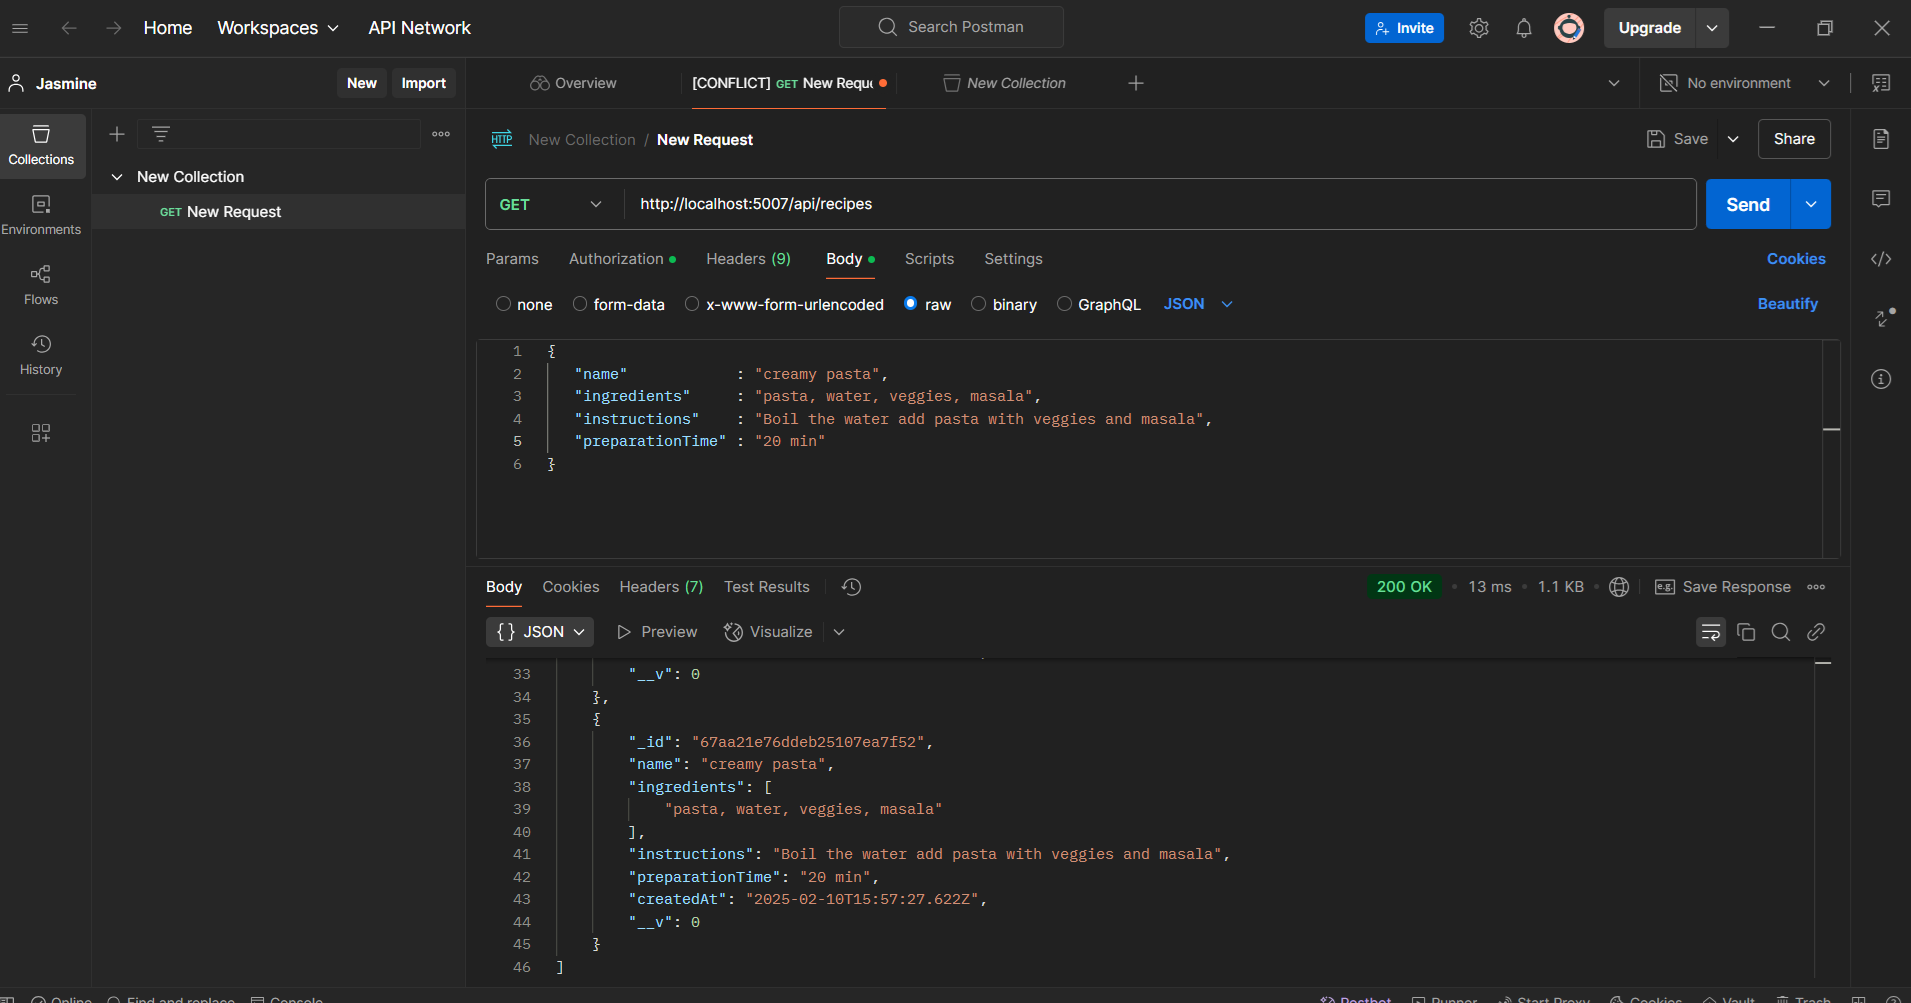 Home Workspaces API Network Search Postman Invite Upgrade
Jasmine New Import Overview [CONFLICT] GET New Requ New Collection No environment
Collections
Environments
Flows
History
New Collection
GET New Request
HTTP New Collection / New Request Save Share
GET http://localhost:5007/api/recipes Send
Params Authorization Headers (9) Body Scripts Settings Cookies
none form-data x-www-form-urlencoded raw binary GraphQL JSON Beautify
1 {
2 "name" : "creamy pasta",
3 "ingredients" : "pasta, water, veggies, masala",
4 "instructions" : "Boil the water add pasta with veggies and masala",
5 "preparationTime" : "20 min"
6 }
Body Cookies Headers (7) Test Results 200 OK • 13 ms • 1.1 KB • e.g. Save Response
{} JSON Preview Visualize
33 "__v": 0
34 },
35 {
36 "_id": "67aa21e76ddeb25107ea7f52",
37 "name": "creamy pasta",
38 "ingredients": [
39 "pasta, water, veggies, masala"
40 ],
41 "instructions": "Boil the water add pasta with veggies and masala",
42 "preparationTime": "20 min",
43 "createdAt": "2025-02-10T15:57:27.622Z",
44 "__v": 0
45 }
46 ]
Online Find and replace Console Postbot Runner Start Proxy Cookies Vault Trash